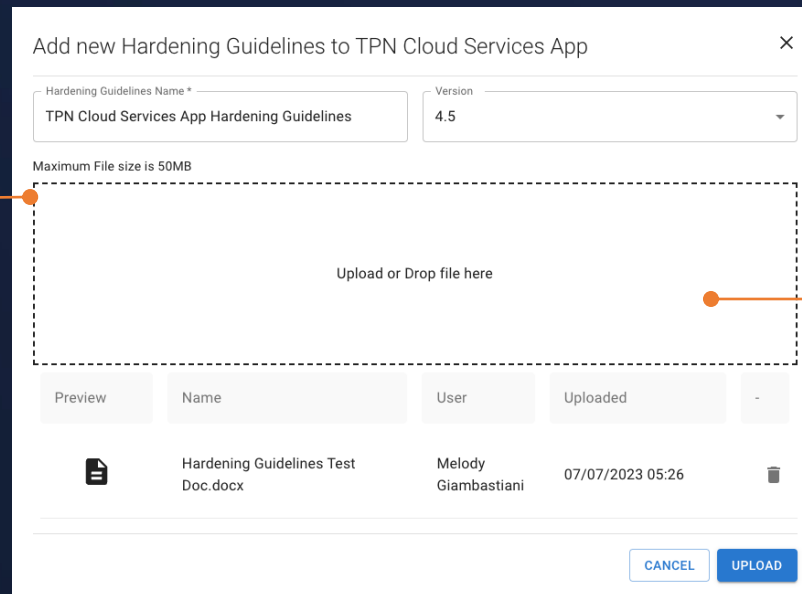 Add new Hardening Guidelines to TPN Cloud Services App
Hardening Guidelines Name *
Version
TPN Cloud Services App Hardening Guidelines
4.5
Maximum File size is 50MB
Upload or Drop file here
Preview
Name
User
Uploaded
-
Hardening Guidelines Test
Doc.docx
Melody
Giambastiani
07/07/2023 05:26
CANCEL
UPLOAD